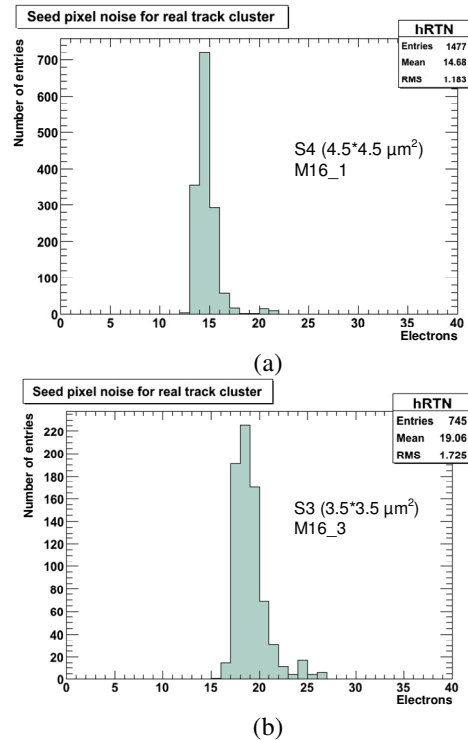 Seed pixel noise for real track cluster
hRTN
Entries 1477
Mean 14.68
RMS 1.183
Number of entries
700
600
500
400
300
200
100
0
S4 (4.5*4.5 µm²)
M16_1
0 5 10 15 20 25 30 35 40
Electrons
(a)
Seed pixel noise for real track cluster
hRTN
Entries 745
Mean 19.06
RMS 1.725
Number of entries
220
200
180
160
140
120
100
80
60
40
20
0
S3 (3.5*3.5 µm²)
M16_3
0 5 10 15 20 25 30 35 40
Electrons
(b)